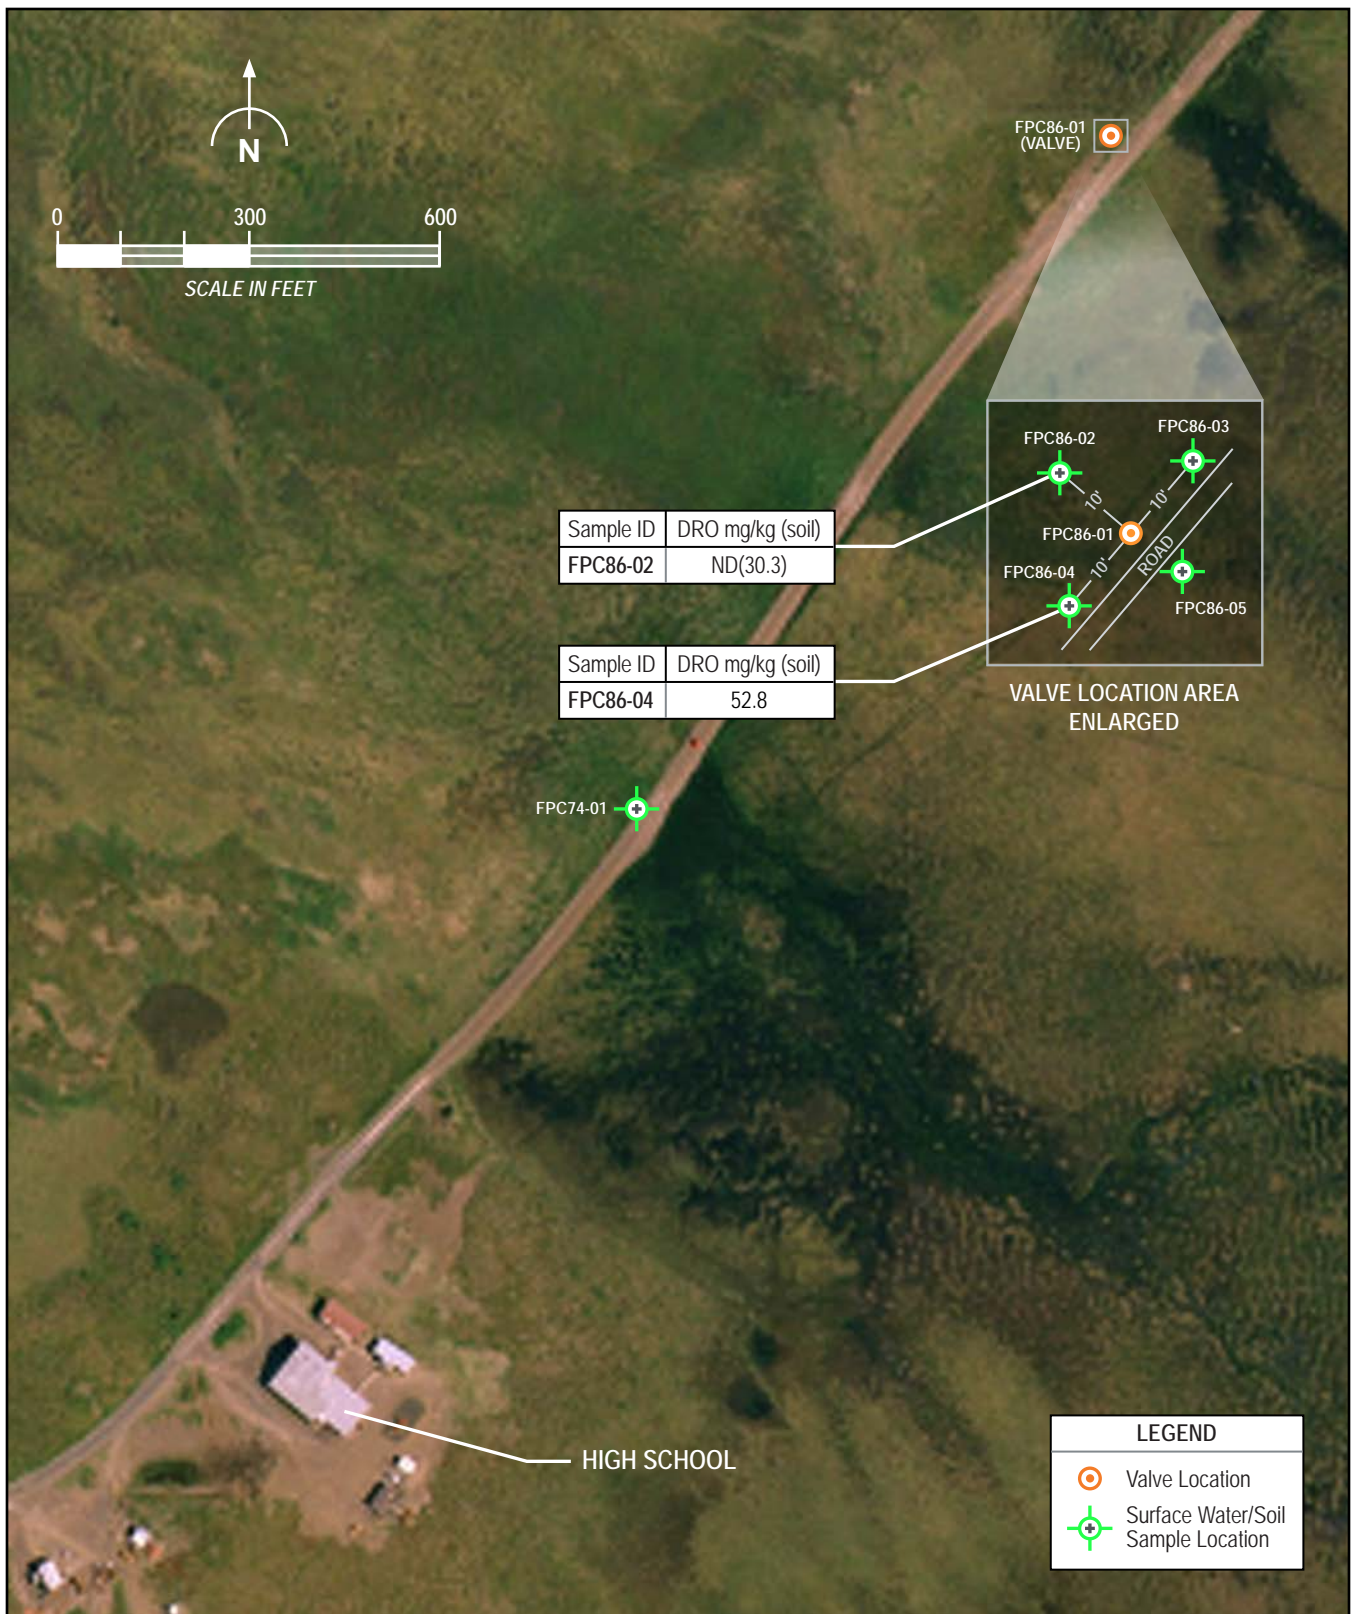 N
0 300 600
SCALE IN FEET
FPC86-01
(VALVE)
FPC86-02
FPC86-03
10'
10'
FPC86-01
ROAD
FPC86-04
10'
FPC86-05
VALVE LOCATION AREA
ENLARGED
Sample ID DRO mg/kg (soil)
FPC86-02 ND(30.3)
Sample ID DRO mg/kg (soil)
FPC86-04 52.8
FPC74-01
HIGH SCHOOL
LEGEND
Valve Location
Surface Water/Soil
Sample Location